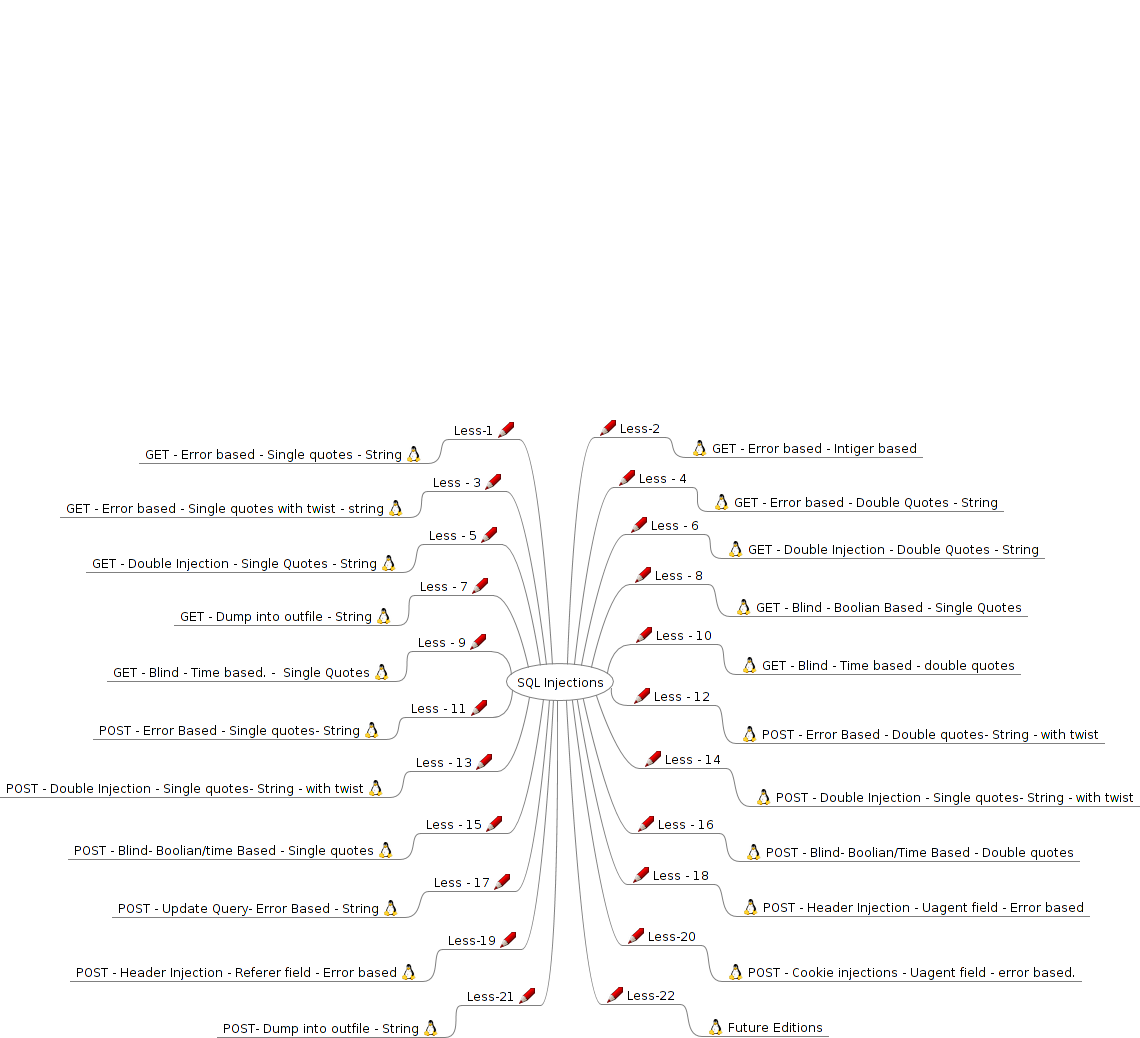 SQL Injections
Less-1
GET - Error based - Single quotes - String
Less - 3
GET - Error based - Single quotes with twist - string
Less - 5
GET - Double Injection - Single Quotes - String
Less - 7
GET - Dump into outfile - String
Less - 9
GET - Blind - Time based. -  Single Quotes
Less - 11
POST - Error Based - Single quotes- String
Less - 13
POST - Double Injection - Single quotes- String - with twist
Less - 15
POST - Blind- Boolian/time Based - Single quotes
Less - 17
POST - Update Query- Error Based - String
Less-19
POST - Header Injection - Referer field - Error based
Less-21
POST- Dump into outfile - String
Less-2
GET - Error based - Intiger based
Less - 4
GET - Error based - Double Quotes - String
Less - 6
GET - Double Injection - Double Quotes - String
Less - 8
GET - Blind - Boolian Based - Single Quotes
Less - 10
GET - Blind - Time based - double quotes
Less - 12
POST - Error Based - Double quotes- String - with twist
Less - 14
POST - Double Injection - Single quotes- String - with twist
Less - 16
POST - Blind- Boolian/Time Based - Double quotes
Less - 18
POST - Header Injection - Uagent field - Error based
Less-20
POST - Cookie injections - Uagent field - error based.
Less-22
Future Editions